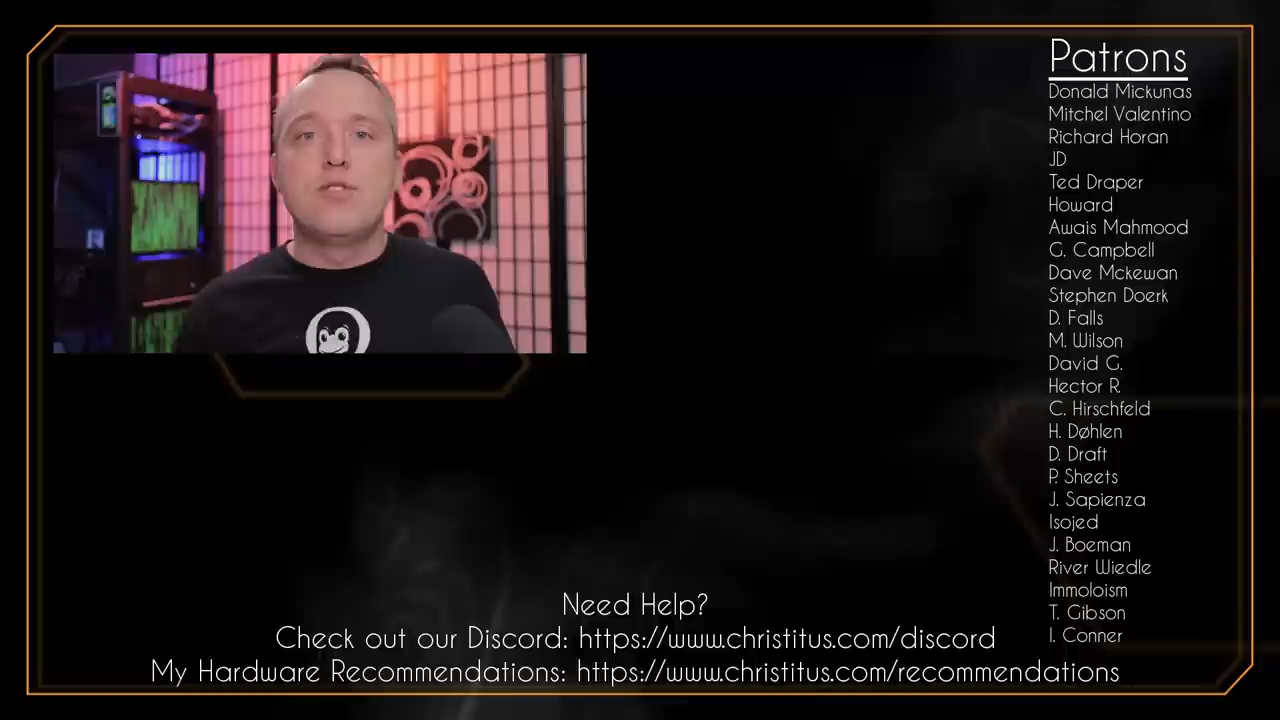 Patrons
Donald Mickunas
Mitchel Valentino
Richard Horan
JD
Ted Draper
Howard
Awais Mahmood
G. Campbell
Dave Mckewan
Stephen Doerk
D. Falls
M. Wilson
David G.
Hector R.
C. Hirschfeld
H. Døhlen
D. Draft
P. Sheets
J. Sapienza
Isojed
J. Boeman
River Wiedle
Immoloism
T. Gibson
I. Conner
Need Help?
Check out our Discord: https://www.christitus.com/discord
My Hardware Recommendations: https://www.christitus.com/recommendations